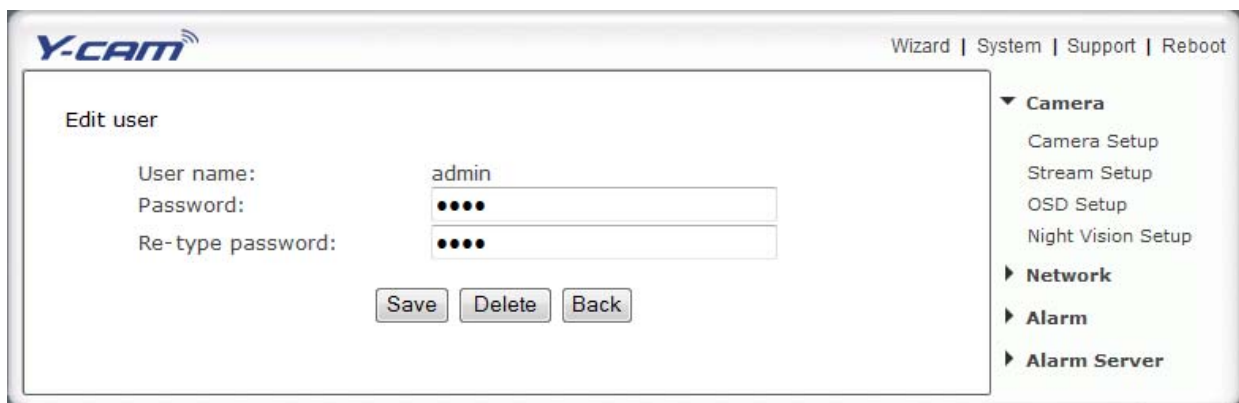 Y-cam
Wizard | System | Support | Reboot
Edit user
User name: admin
Password: ••••
Re-type password: ••••
Save Delete Back
Camera
Camera Setup
Stream Setup
OSD Setup
Night Vision Setup
Network
Alarm
Alarm Server